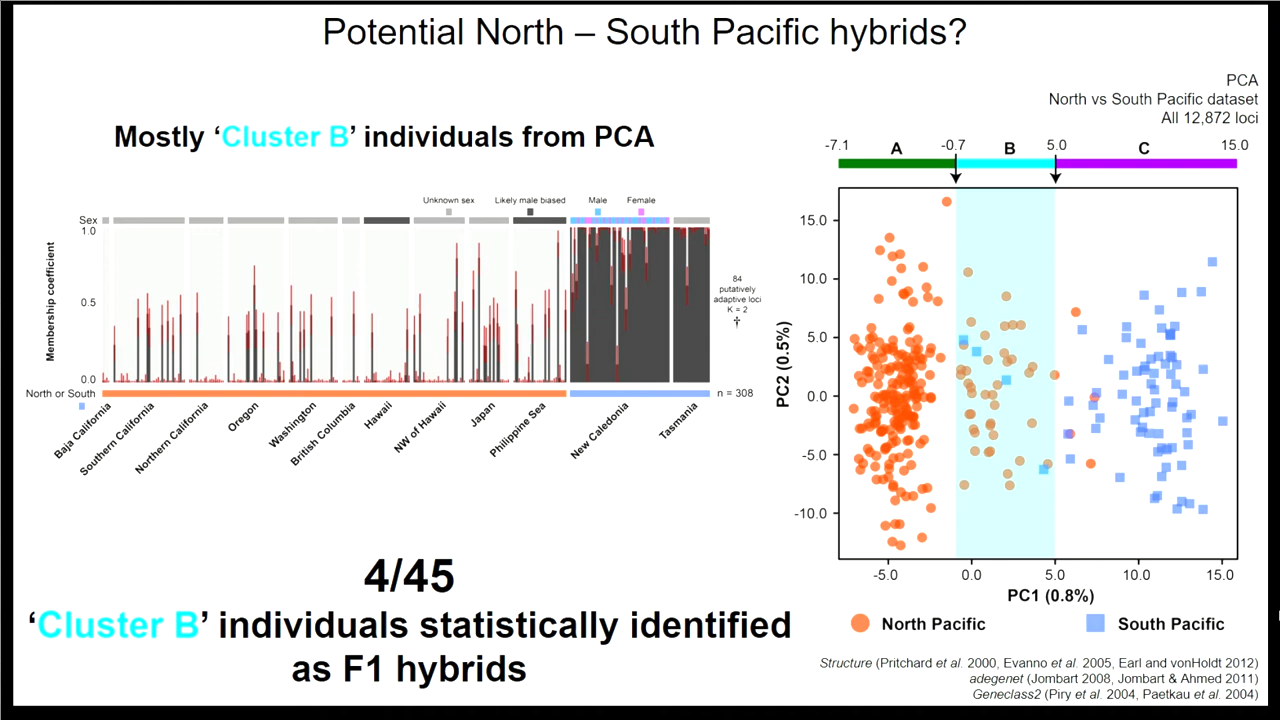 Potential North – South Pacific hybrids?
Mostly ‘Cluster B’ individuals from PCA
Unknown sex
Likely male biased
Male
Female
Sex
1.0
0.5
0.0
Membership coefficient
84
putatively
adaptive loci
K = 2
†
North or South
n = 308
Baja California
Southern California
Northern California
Oregon
Washington
British Columbia
Hawaii
NW of Hawaii
Japan
Philippine Sea
New Caledonia
Tasmania
4/45
‘Cluster B’ individuals statistically identified
as F1 hybrids
PCA
North vs South Pacific dataset
All 12,872 loci
-7.1
A
-0.7
B
5.0
C
15.0
15.0
10.0
5.0
0.0
-5.0
-10.0
PC2 (0.5%)
-5.0
0.0
5.0
10.0
15.0
PC1 (0.8%)
North Pacific
South Pacific
Structure (Pritchard et al. 2000, Evanno et al. 2005, Earl and vonHoldt 2012)
adegenet (Jombart 2008, Jombart & Ahmed 2011)
Geneclass2 (Piry et al. 2004, Paetkau et al. 2004)